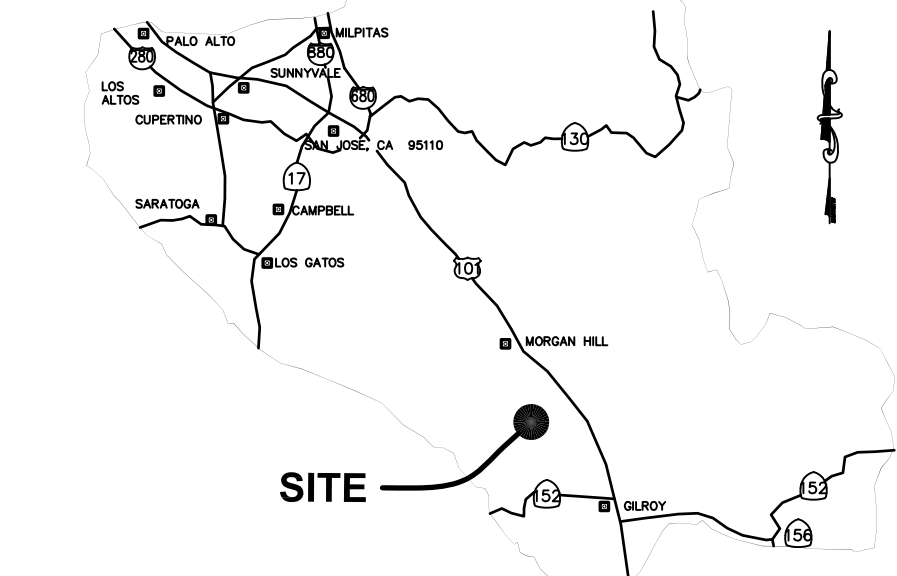 MILPITAS
PALO ALTO
880
280
SUNNYVALE
LOS
ALTOS
680
CUPERTINO
130
SAN JOSE, CA 95110
17
SARATOGA
CAMPBELL
LOS GATOS
101
MORGAN HILL
SITE
152
152
GILROY
156